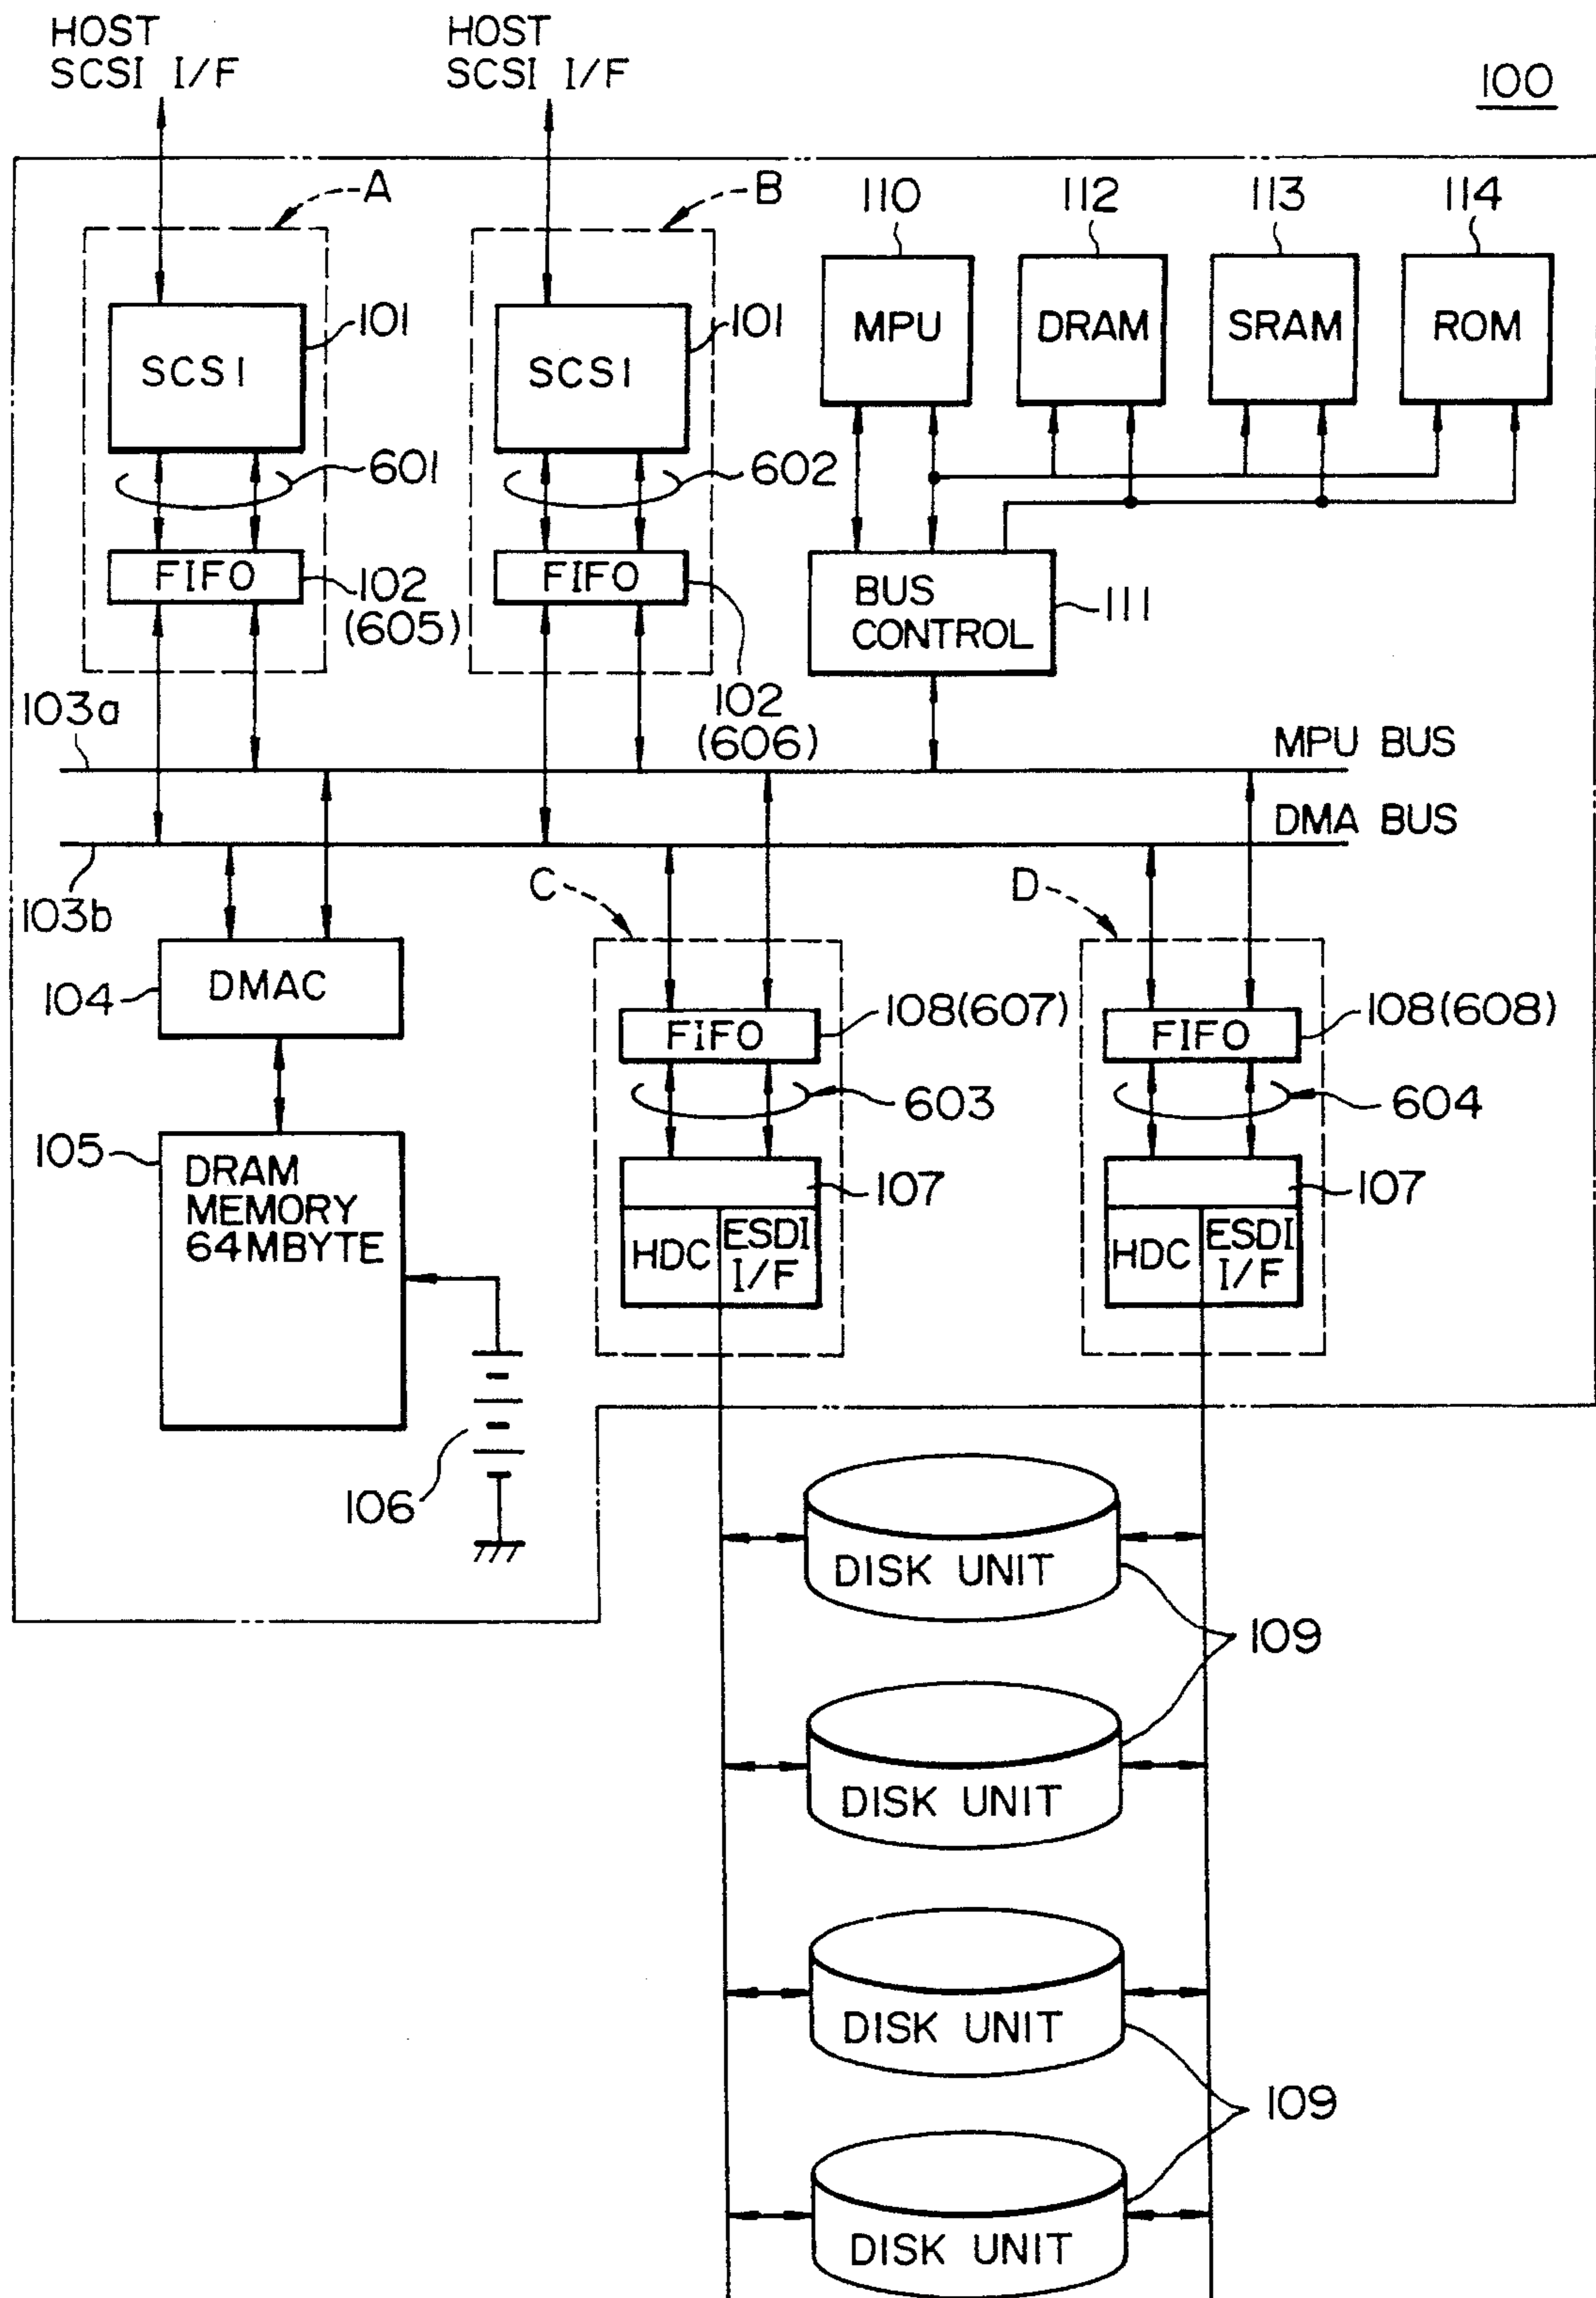 HOST
SCSI I/F
HOST
SCSI I/F
100
A
B
110
112
113
114
101
SCSI
101
SCSI
MPU
DRAM
SRAM
ROM
601
602
FIFO
102
(605)
FIFO
102
(606)
BUS
CONTROL
111
103a
MPU BUS
DMA BUS
103b
C
D
104
DMAC
FIFO
108(607)
FIFO
108(608)
603
604
105
DRAM
MEMORY
64MBYTE
107
HDC
ESDI
I/F
107
HDC
ESDI
I/F
106
DISK UNIT
109
DISK UNIT
DISK UNIT
109
DISK UNIT